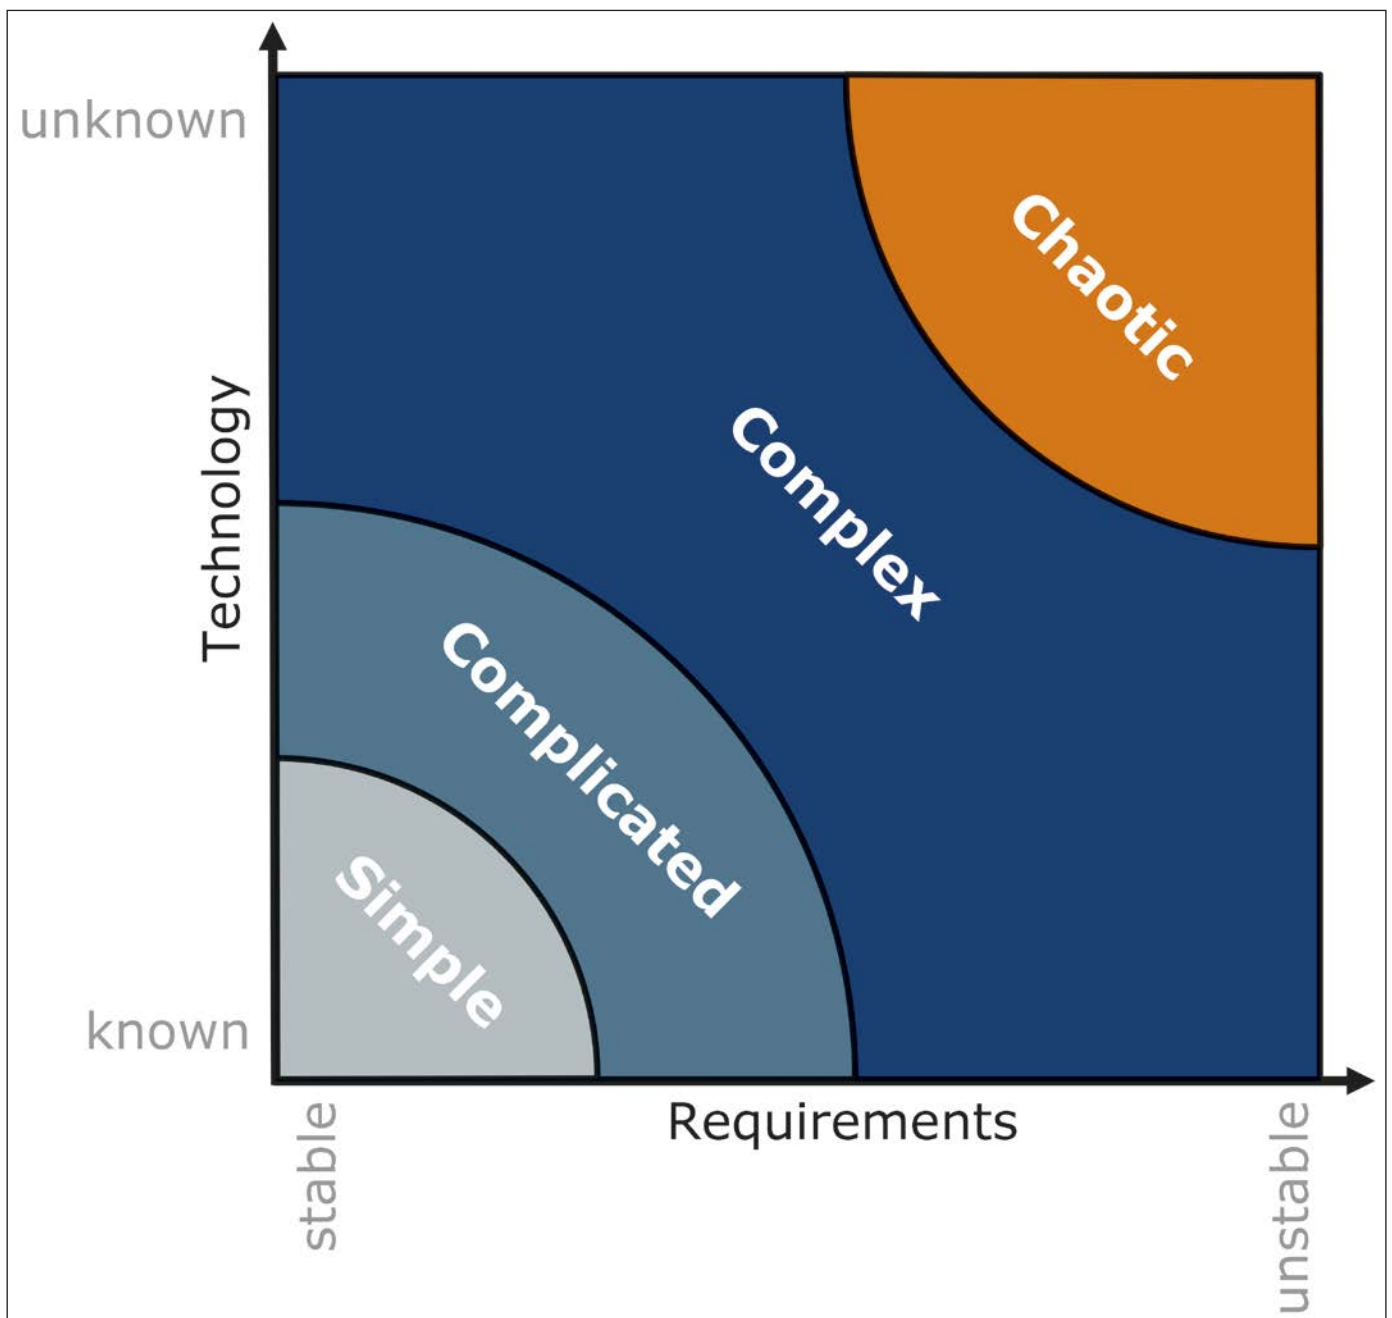 unknown
Chaotic
Complex
Technology
Complicated
Simple
known
stable
Requirements
unstable